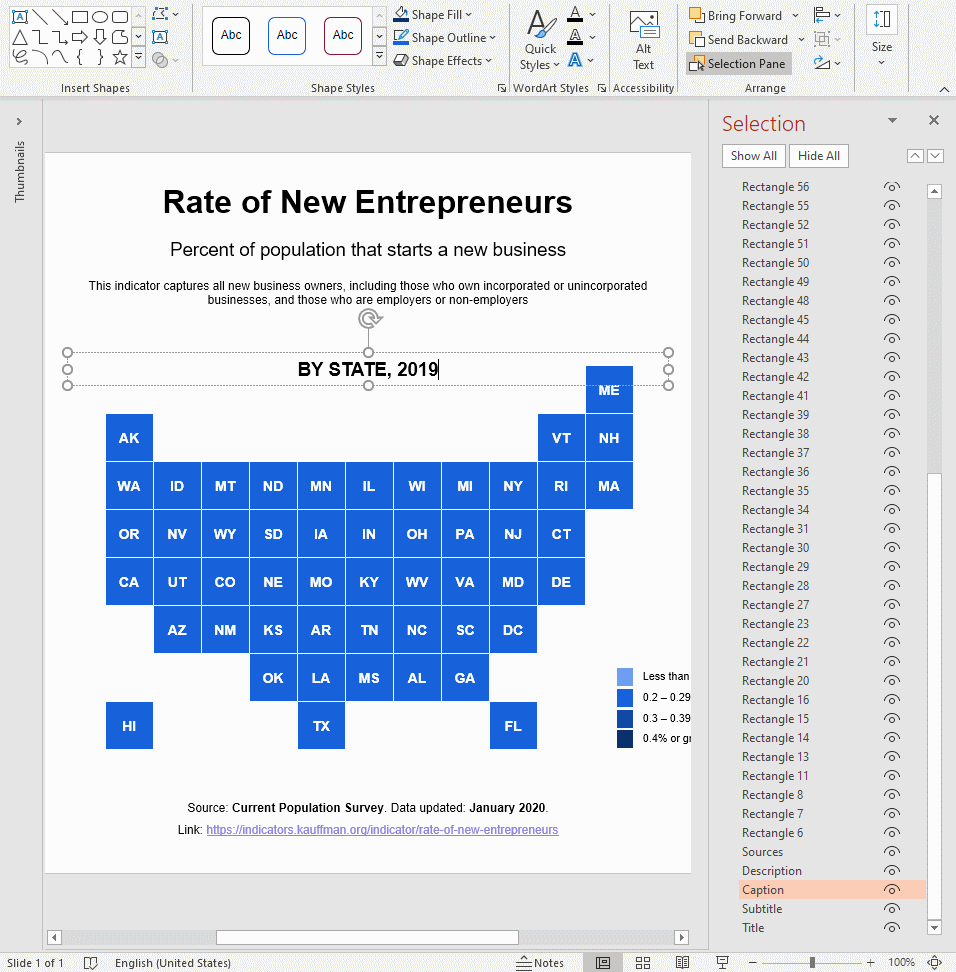 Abc Abc Abc
Shape Fill
Shape Outline
Shape Effects
Quick Styles
A
A
A
Alt Text
Bring Forward
Send Backward
Selection Pane
Size
Insert Shapes
Shape Styles
WordArt Styles
Accessibility
Arrange
Thumbnails
Rate of New Entrepreneurs
Percent of population that starts a new business
This indicator captures all new business owners, including those who own incorporated or unincorporated
businesses, and those who are employers or non-employers
BY STATE, 2019
ME
AK VT NH
WA ID MT ND MN IL WI MI NY RI MA
OR NV WY SD IA IN OH PA NJ CT
CA UT CO NE MO KY WV VA MD DE
AZ NM KS AR TN NC SC DC
OK LA MS AL GA
HI TX FL
Less than
0.2 – 0.29
0.3 – 0.39
0.4% or gr
Source: Current Population Survey. Data updated: January 2020.
Link: https://indicators.kauffman.org/indicator/rate-of-new-entrepreneurs
Selection
Show All Hide All
Rectangle 56
Rectangle 55
Rectangle 52
Rectangle 51
Rectangle 50
Rectangle 49
Rectangle 48
Rectangle 45
Rectangle 44
Rectangle 43
Rectangle 42
Rectangle 41
Rectangle 39
Rectangle 38
Rectangle 37
Rectangle 36
Rectangle 35
Rectangle 34
Rectangle 31
Rectangle 30
Rectangle 29
Rectangle 28
Rectangle 27
Rectangle 23
Rectangle 22
Rectangle 21
Rectangle 20
Rectangle 16
Rectangle 15
Rectangle 14
Rectangle 13
Rectangle 11
Rectangle 8
Rectangle 7
Rectangle 6
Sources
Description
Caption
Subtitle
Title
Slide 1 of 1 English (United States) Notes 100%